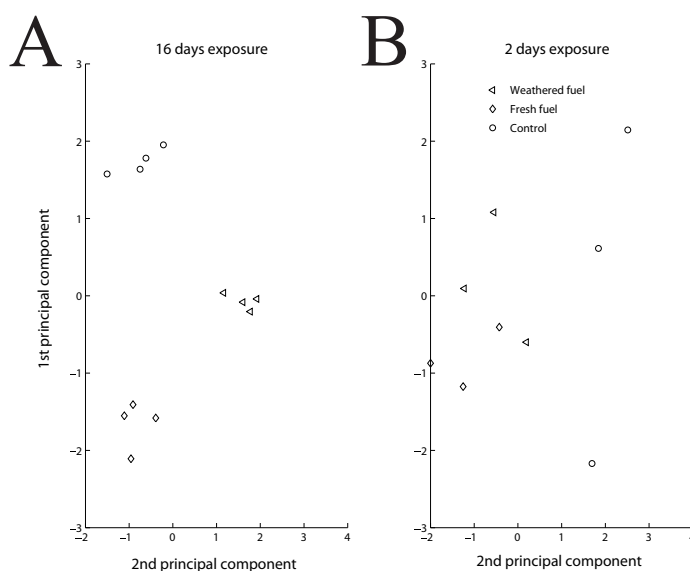 A
16 days exposure
3
2
1
0
−1
−2
−3
−2
−1
0
1
2
3
4
1st principal component
2nd principal component
B
2 days exposure
Weathered fuel
Fresh fuel
Control
3
2
1
0
−1
−2
−3
−2
−1
0
1
2
3
4
2nd principal component